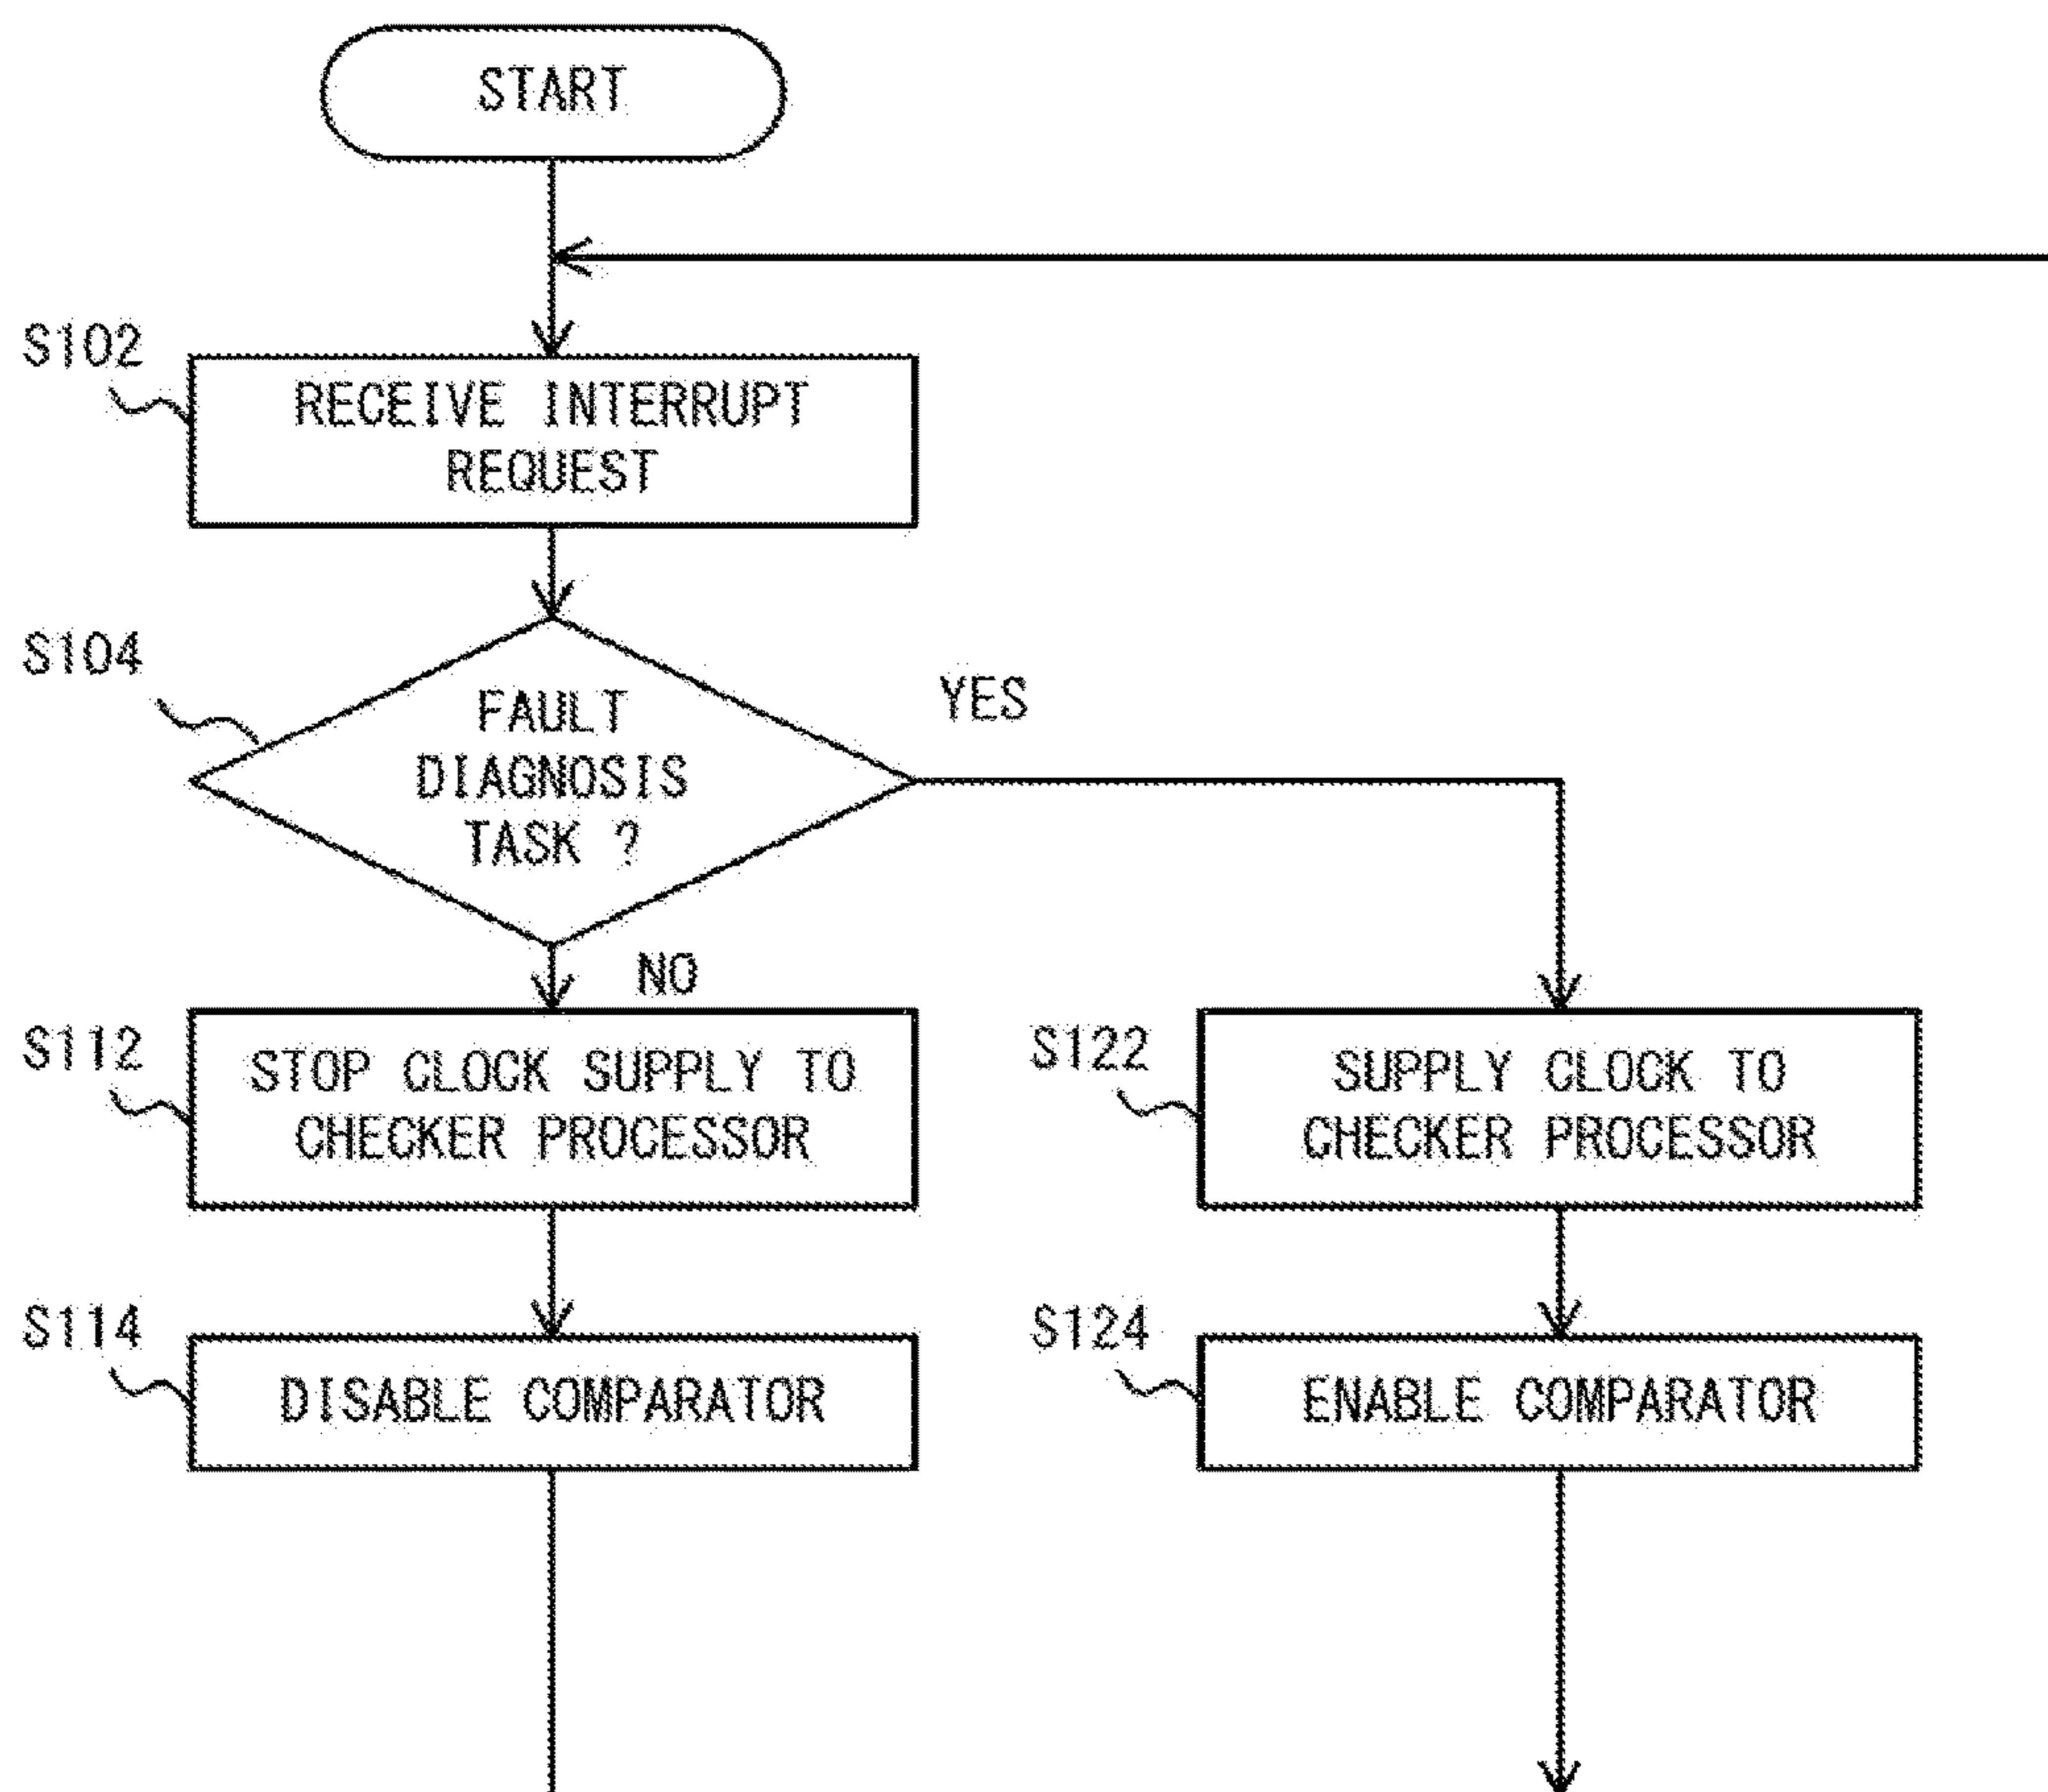 START
S102
RECEIVE INTERRUPT
REQUEST
S104
FAULT
DIAGNOSIS
TASK ?
YES
NO
S112
STOP CLOCK SUPPLY TO
CHECKER PROCESSOR
S122
SUPPLY CLOCK TO
CHECKER PROCESSOR
S114
DISABLE COMPARATOR
S124
ENABLE COMPARATOR